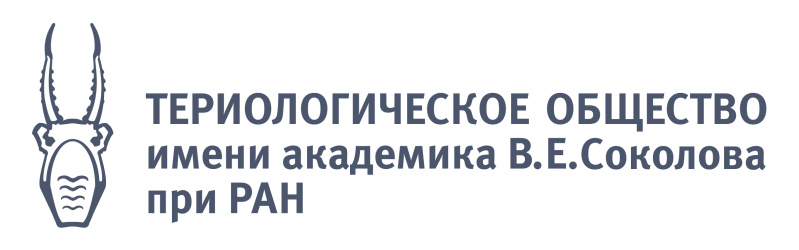 ТЕРИОЛОГИЧЕСКОЕ ОБЩЕСТВО
имени академика В.Е.Соколова
при РАН